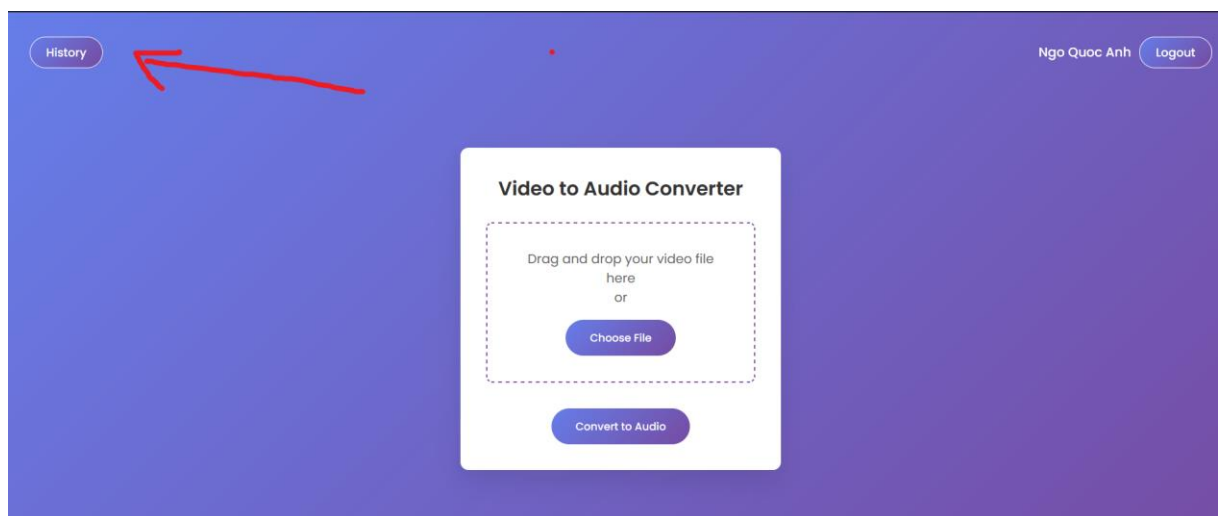 History
Ngo Quoc Anh
Logout
Video to Audio Converter
Drag and drop your video file
here
or
Choose File
Convert to Audio